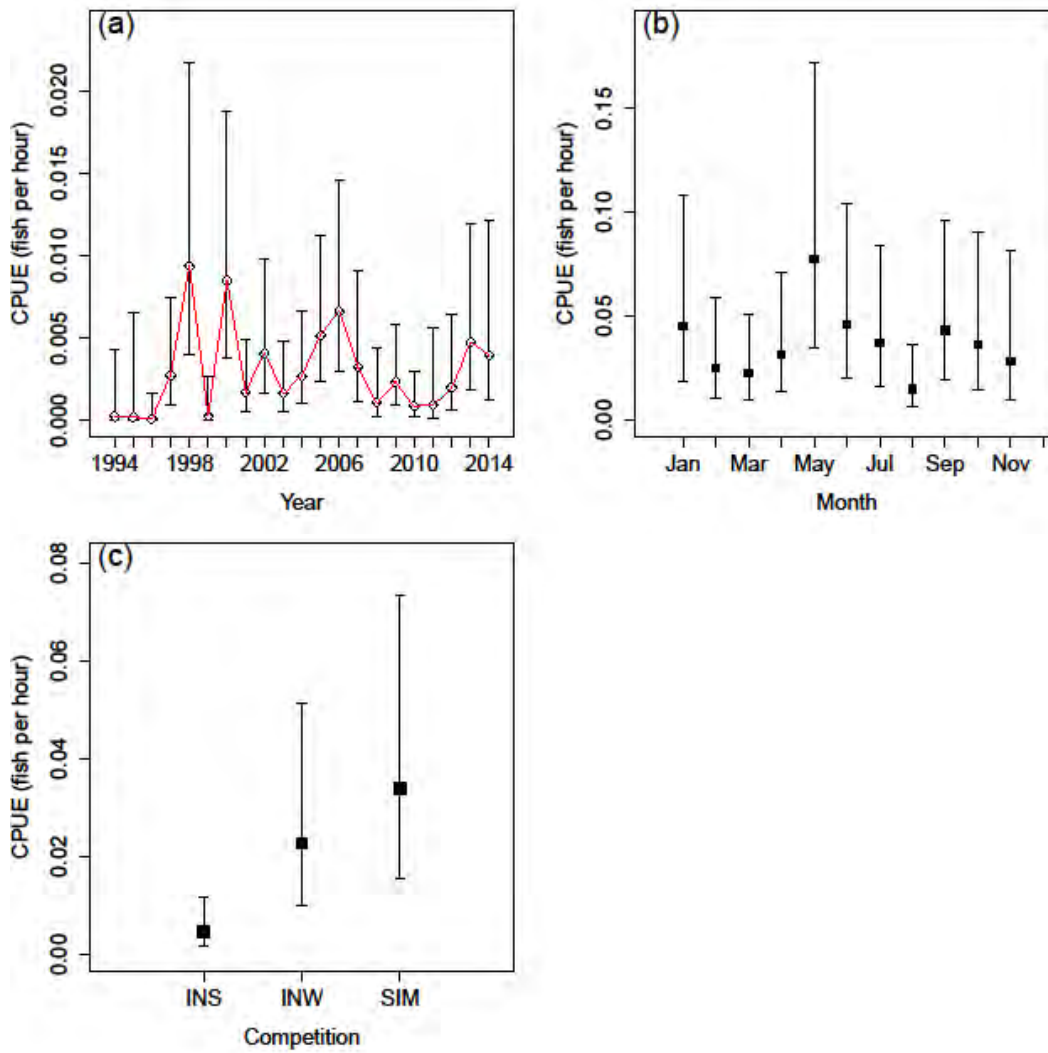 (a)
CPUE (fish per hour)
0.020
0.015
0.010
0.005
0.000
1994 1998 2002 2006 2010 2014
Year
(b)
CPUE (fish per hour)
0.15
0.10
0.05
0.00
Jan Mar May Jul Sep Nov
Month
(c)
CPUE (fish per hour)
0.08
0.06
0.04
0.02
0.00
INS INW SIM
Competition